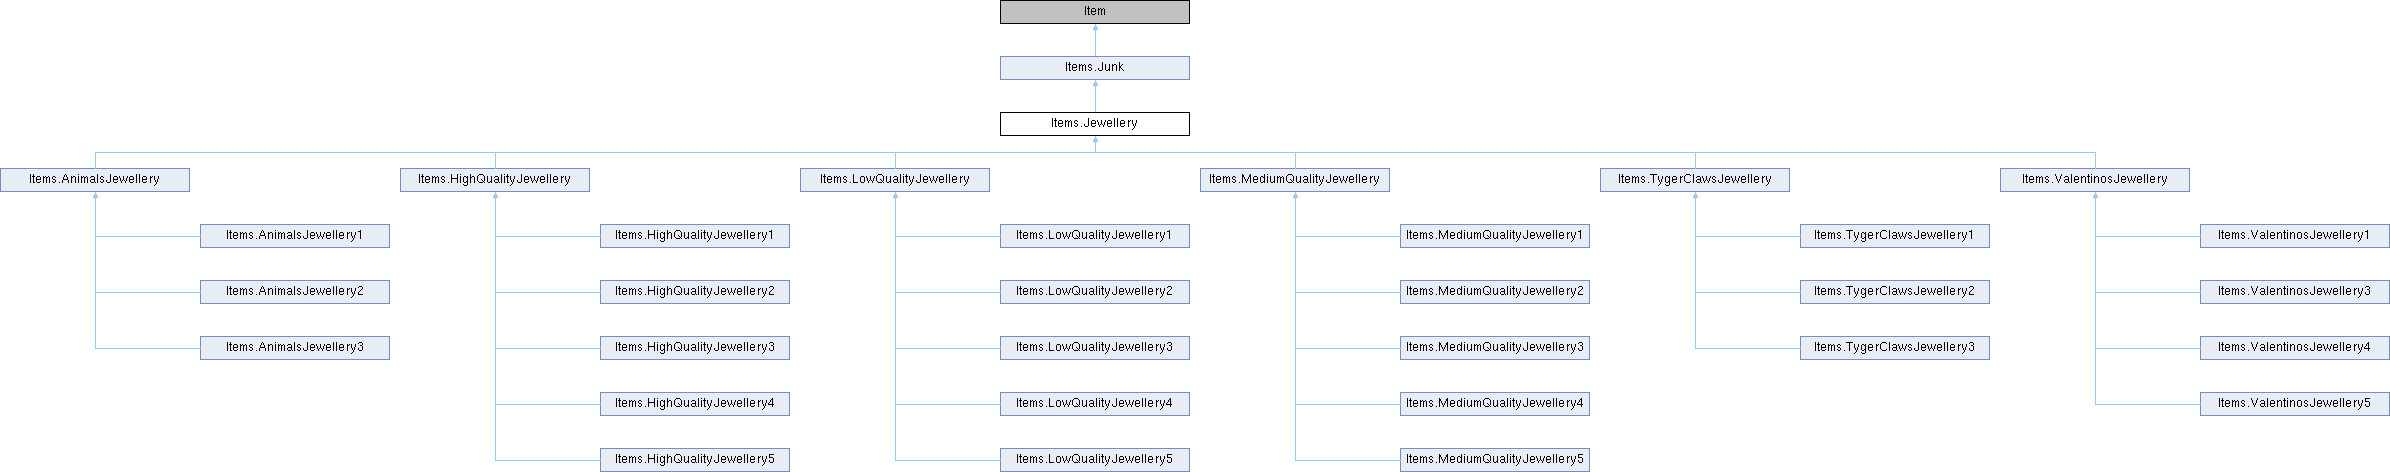 Item
Items.Junk
Items.Jewellery
Items.AnimalsJewellery
Items.HighQualityJewellery
Items.LowQualityJewellery
Items.MediumQualityJewellery
Items.TygerClawsJewellery
Items.ValentinosJewellery
Items.AnimalsJewellery1
Items.HighQualityJewellery1
Items.LowQualityJewellery1
Items.MediumQualityJewellery1
Items.TygerClawsJewellery1
Items.ValentinosJewellery1
Items.AnimalsJewellery2
Items.HighQualityJewellery2
Items.LowQualityJewellery2
Items.MediumQualityJewellery2
Items.TygerClawsJewellery2
Items.ValentinosJewellery3
Items.AnimalsJewellery3
Items.HighQualityJewellery3
Items.LowQualityJewellery3
Items.MediumQualityJewellery3
Items.TygerClawsJewellery3
Items.ValentinosJewellery4
Items.HighQualityJewellery4
Items.LowQualityJewellery4
Items.MediumQualityJewellery4
Items.ValentinosJewellery5
Items.HighQualityJewellery5
Items.LowQualityJewellery5
Items.MediumQualityJewellery5